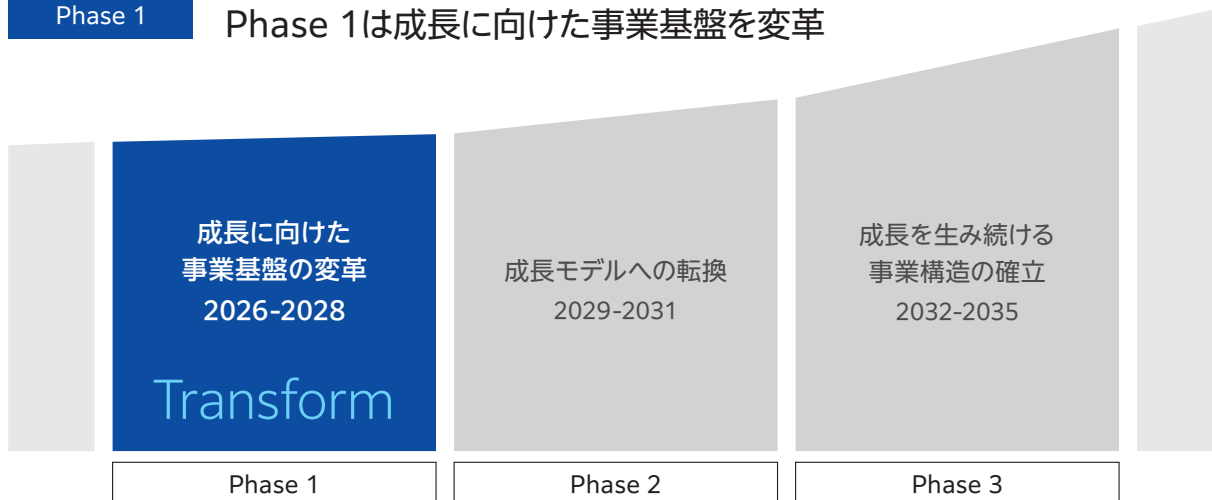 Phase 1
Phase 1は成長に向けた事業基盤を変革
成長に向けた
事業基盤の変革
2026-2028
Transform
成長モデルへの転換
2029-2031
成長を生み続ける
事業構造の確立
2032-2035
Phase 1
Phase 2
Phase 3